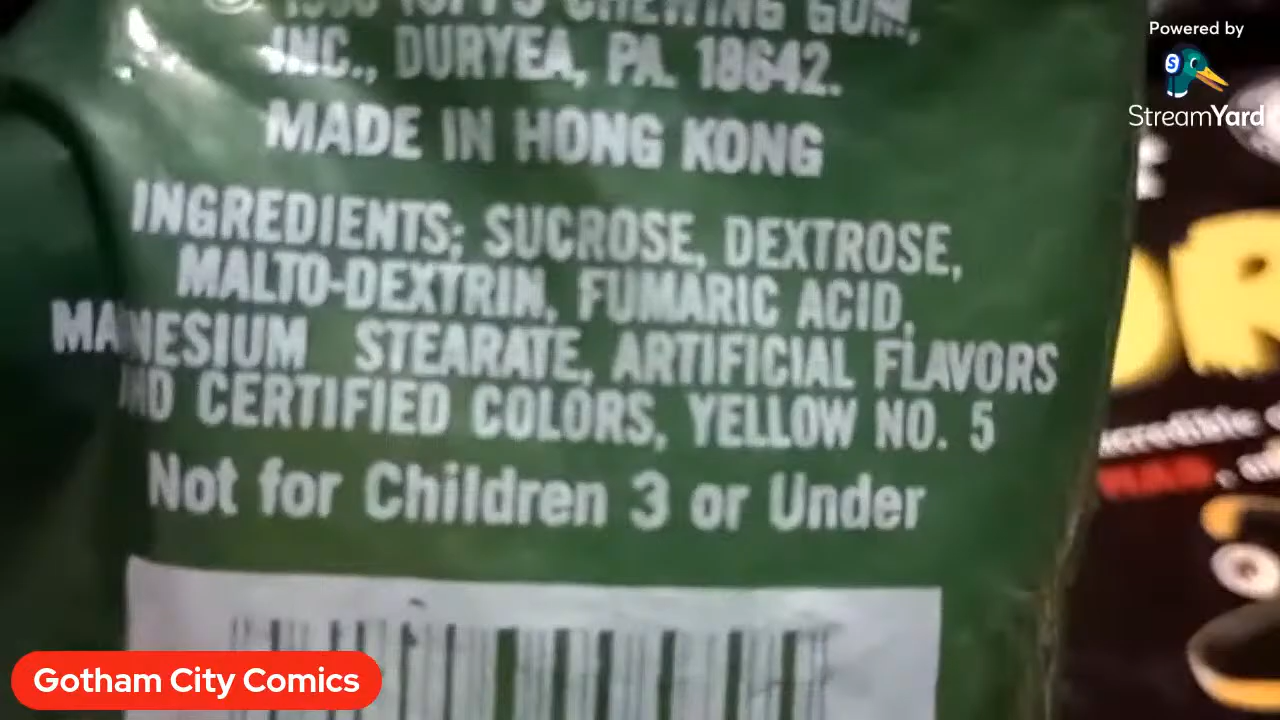 TOPPS CHEWING GUM,
INC., DURYEA, PA. 18642.
MADE IN HONG KONG
INGREDIENTS; SUCROSE, DEXTROSE,
MALTO-DEXTRIN, FUMARIC ACID,
MAGNESIUM STEARATE, ARTIFICIAL FLAVORS
AND CERTIFIED COLORS, YELLOW NO. 5
Not for Children 3 or Under
Powered by
StreamYard
Gotham City Comics